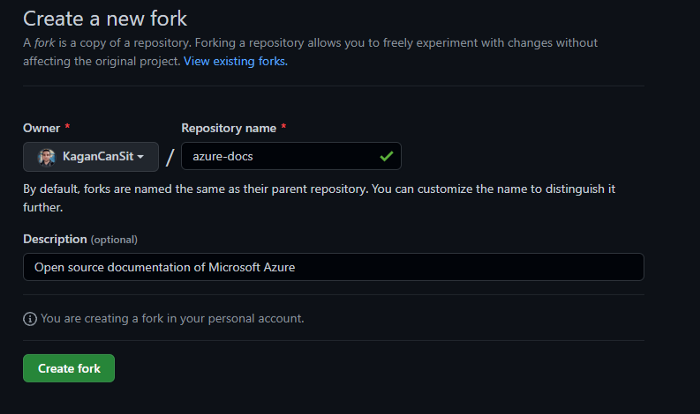 Create a new fork
A fork is a copy of a repository. Forking a repository allows you to freely experiment with changes without
affecting the original project. View existing forks.
Owner * Repository name *
KaganCanSit / azure-docs
By default, forks are named the same as their parent repository. You can customize the name to distinguish it
further.
Description (optional)
Open source documentation of Microsoft Azure
You are creating a fork in your personal account.
Create fork